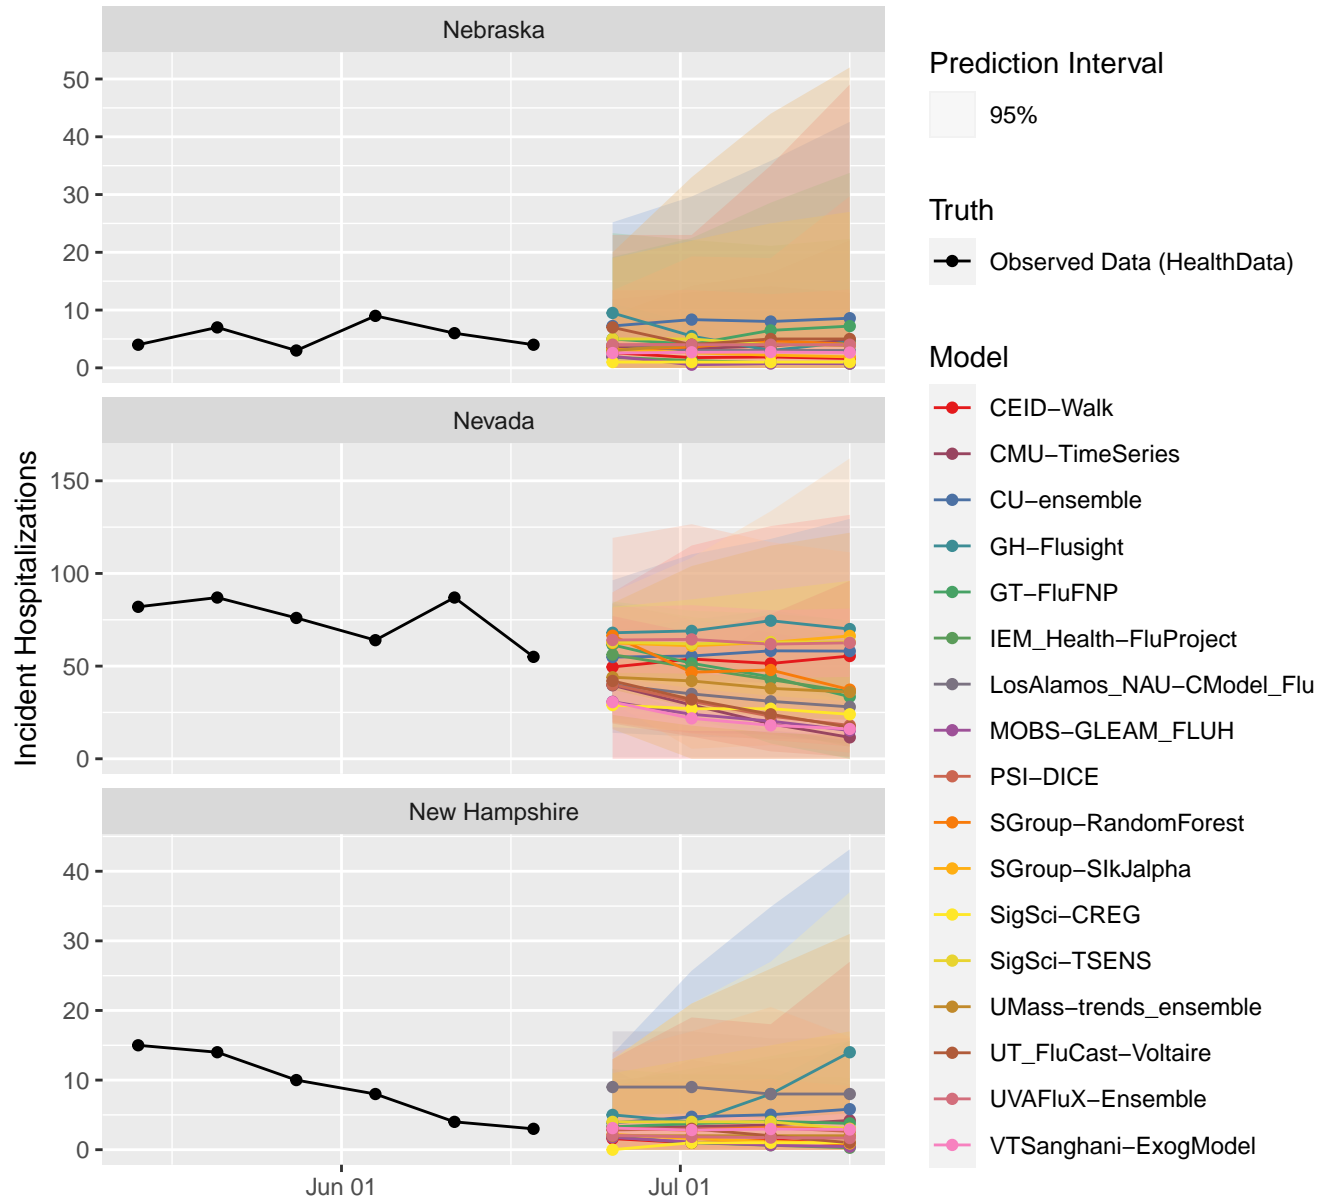 Nebraska
50
40
30
20
10
0
Nevada
150
100
50
0
New Hampshire
40
30
20
10
0
Jun 01
Jul 01
Incident Hospitalizations
Prediction Interval
95%
Truth
Observed Data (HealthData)
Model
CEID−Walk
CMU−TimeSeries
CU−ensemble
GH−Flusight
GT−FluFNP
IEM_Health−FluProject
LosAlamos_NAU−CModel_Flu
MOBS−GLEAM_FLUH
PSI−DICE
SGroup−RandomForest
SGroup−SIkJalpha
SigSci−CREG
SigSci−TSENS
UMass−trends_ensemble
UT_FluCast−Voltaire
UVAFluX−Ensemble
VTSanghani−ExogModel